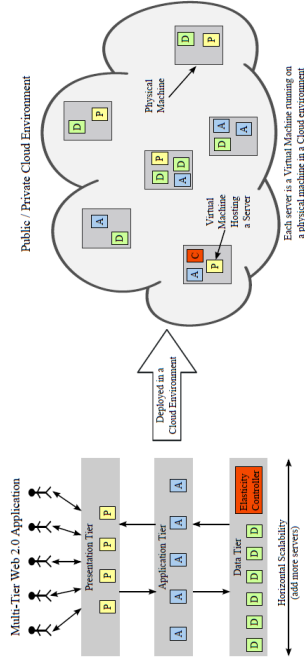 Multi-Tier Web 2.0 Application
Presentation Tier
P P P P
Application Tier
A A A A A
Data Tier
D D D D D D
Elasticity
Controller
Horizontal Scalability
(add more servers)
Deployed in a
Cloud Environment
Public / Private Cloud Environment
A
D
D
P
D
P
Physical
Machine
P
D D
A
A C
P
Virtual
Machine
Hosting
a Server
A
D A
Each server is a Virtual Machine running on
a physical machine in a Cloud environment